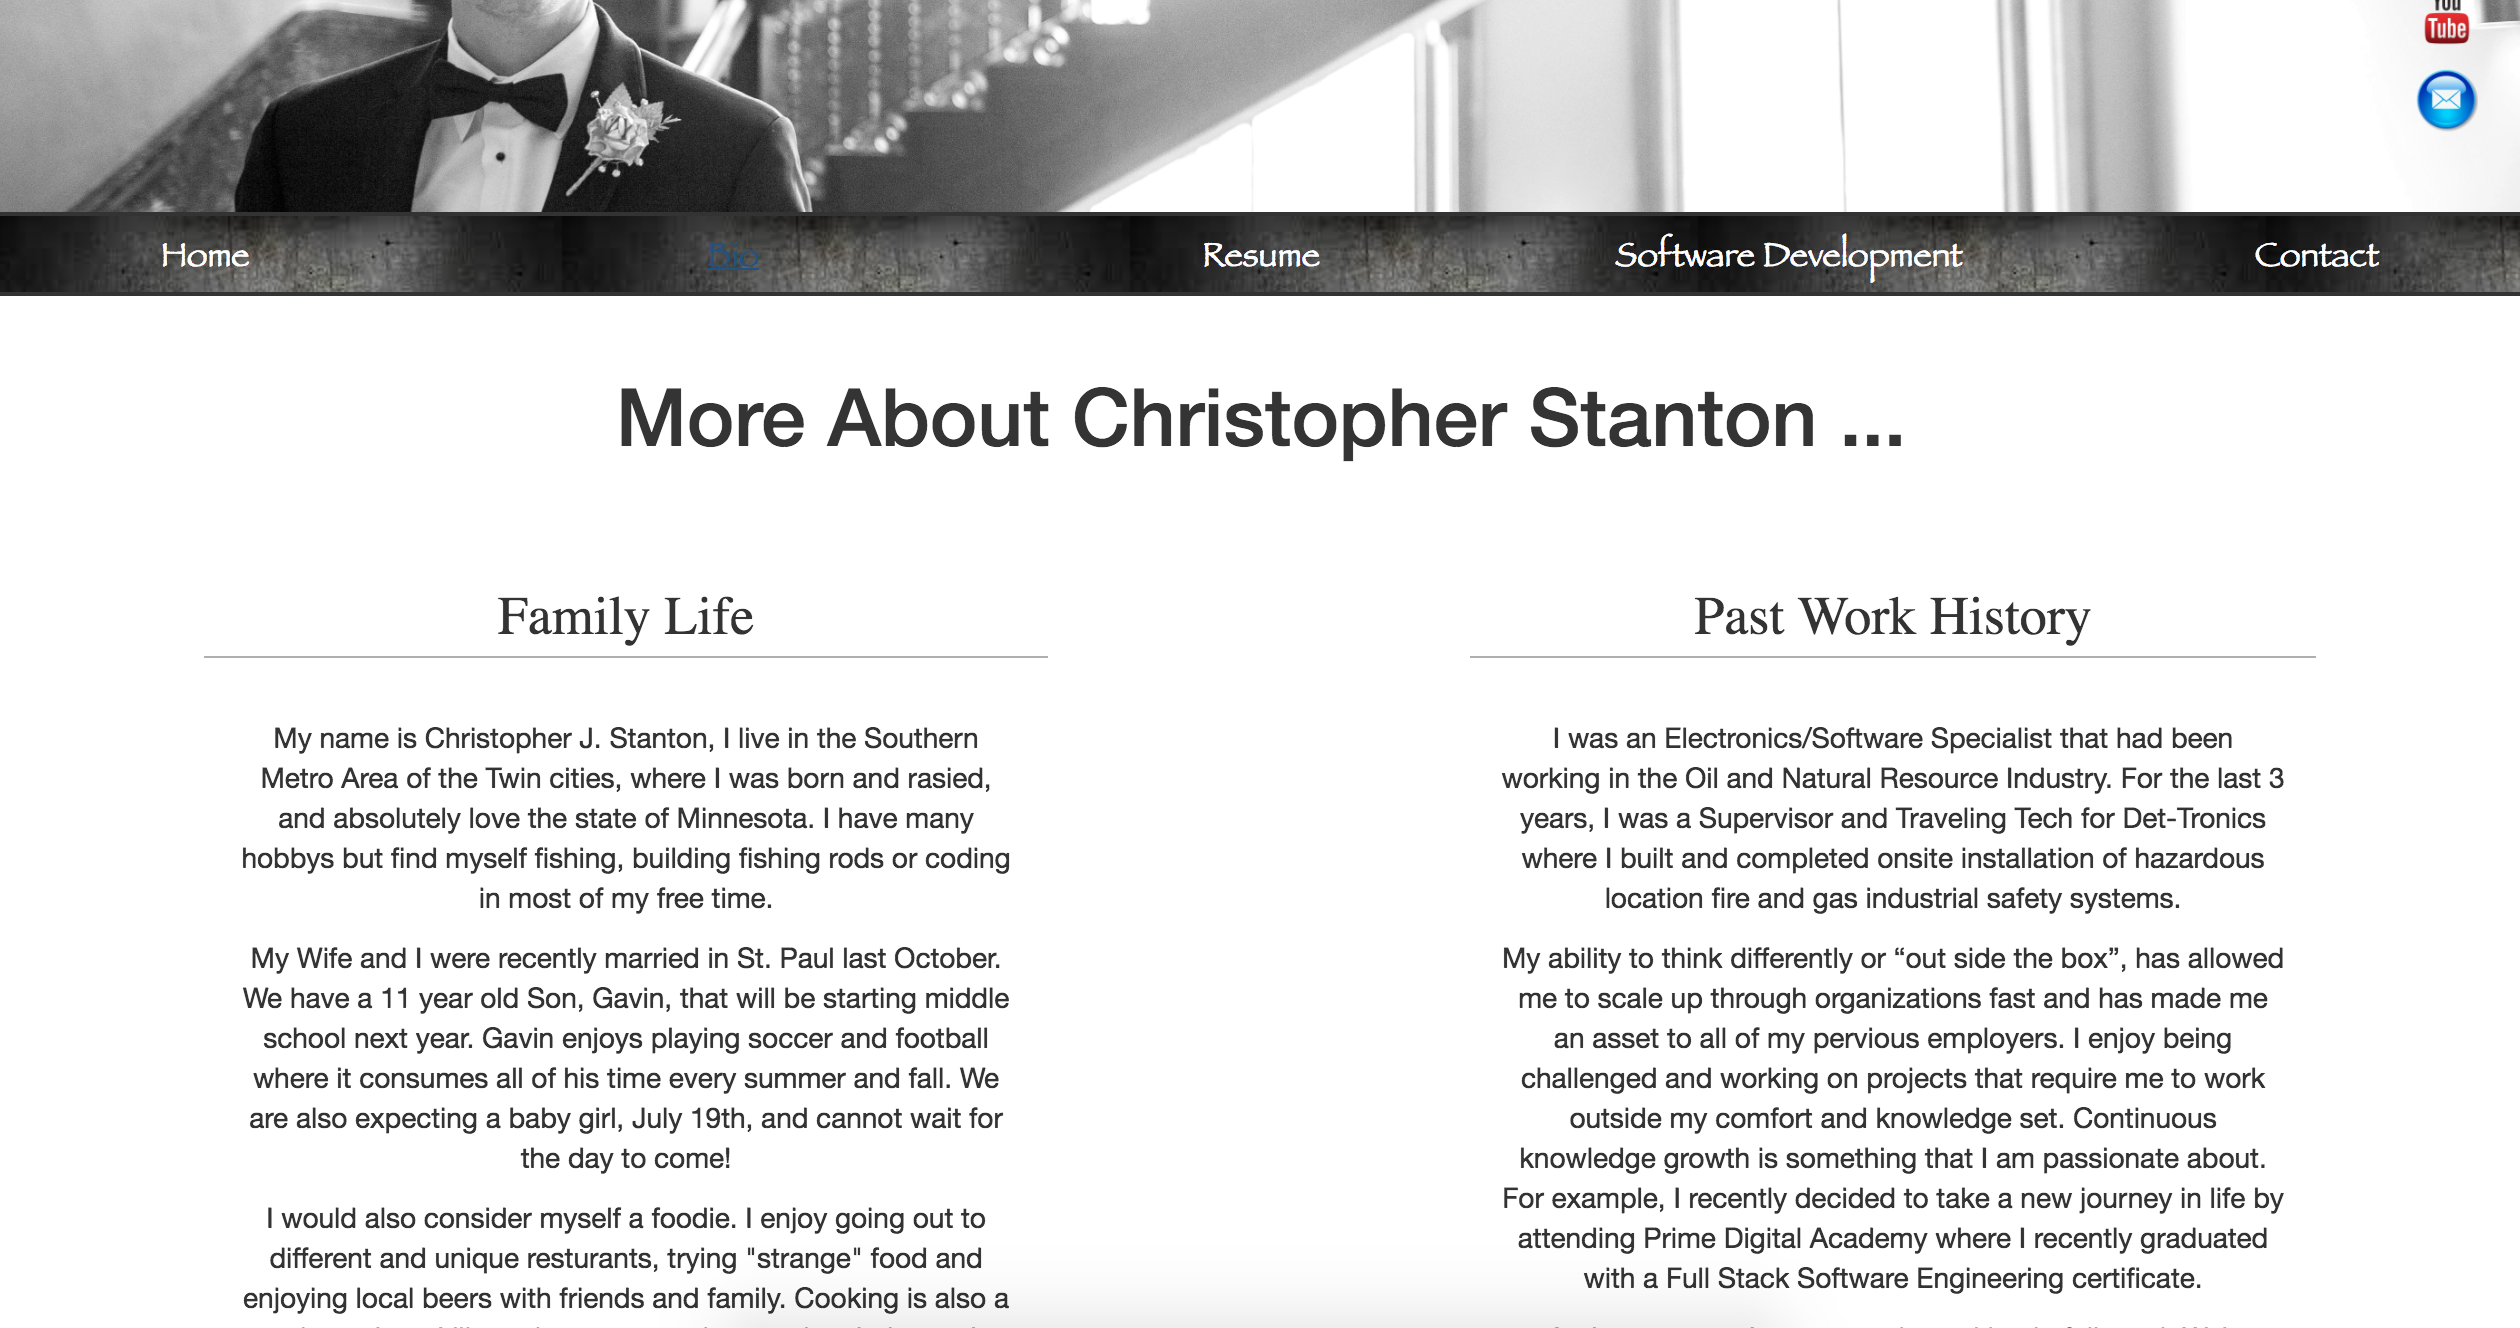 You
Tube
Home
Bio
Resume
Software Development
Contact
More About Christopher Stanton ...
Family Life
My name is Christopher J. Stanton, I live in the Southern
Metro Area of the Twin cities, where I was born and rasied,
and absolutely love the state of Minnesota. I have many
hobbys but find myself fishing, building fishing rods or coding
in most of my free time.
My Wife and I were recently married in St. Paul last October.
We have a 11 year old Son, Gavin, that will be starting middle
school next year. Gavin enjoys playing soccer and football
where it consumes all of his time every summer and fall. We
are also expecting a baby girl, July 19th, and cannot wait for
the day to come!
I would also consider myself a foodie. I enjoy going out to
different and unique resturants, trying "strange" food and
enjoying local beers with friends and family. Cooking is also a
Past Work History
I was an Electronics/Software Specialist that had been
working in the Oil and Natural Resource Industry. For the last 3
years, I was a Supervisor and Traveling Tech for Det-Tronics
where I built and completed onsite installation of hazardous
location fire and gas industrial safety systems.
My ability to think differently or “out side the box”, has allowed
me to scale up through organizations fast and has made me
an asset to all of my pervious employers. I enjoy being
challenged and working on projects that require me to work
outside my comfort and knowledge set. Continuous
knowledge growth is something that I am passionate about.
For example, I recently decided to take a new journey in life by
attending Prime Digital Academy where I recently graduated
with a Full Stack Software Engineering certificate.